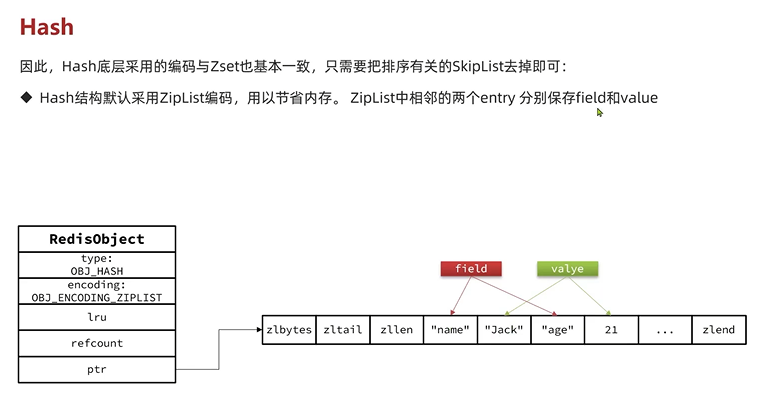 Hash
因此，Hash底层采用的编码与Zset也基本一致，只需要把排序有关的SkipList去掉即可：
◆ Hash结构默认采用ZipList编码，用以节省内存。 ZipList中相邻的两个entry 分别保存field和value
RedisObject
type:
OBJ_HASH
encoding:
OBJ_ENCODING_ZIPLIST
lru
refcount
ptr
field valye
zlbytes zltail zllen "name" "Jack" "age" 21 ... zlend